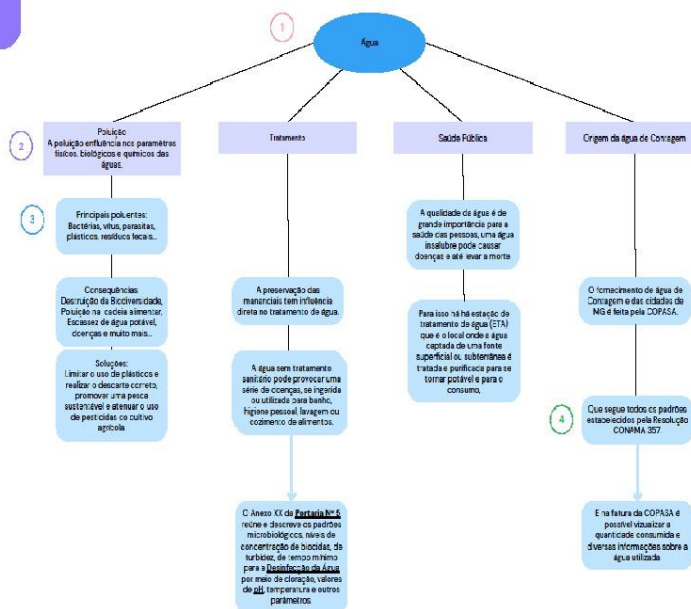 1
Água
2
Poluição
A poluição enfluência nos paramêtros
físicos, biológicos e químicos das
águas.
Tratamento
Saúde Pública
Origem da água de Contagem
3
Principais poluentes:
Bactérias, vírus, parasitas,
plásticos, resíduos fecais...
Consequências
Destruição da Biodiversidade,
Poluição na cadeia alimentar,
Escassez de água potável,
doenças e muito mais...
Soluções:
Limitar o uso de plásticos e
realizar o descarte correto,
promover uma pesca
sustentável e atenuar o uso
de pesticidas do cultivo
agrícola
A preservação das
mananciais tem influência
direta no tratamento de água.
A água sem tratamento
sanitário pode provocar uma
série de doenças, se ingerida
ou utilizada para banho,
higiene pessoal, lavagem ou
cozimento de alimentos.
O Anexo XX da Portaria Nº 5
reúne e descreve os padrões
microbiológicos, níveis de
concentração de biocidas, de
turbidez, de tempo mínimo
para a Desinfecção da Água
por meio de cloração, valores
de pH, temperatura e outros
parâmetros.
A qualidade da água é de
grande importância para a
saúde das pessoas, uma água
insalubre pode causar
doenças e até levar a morte
Para isso há há estação de
tratamento de água (ETA)
que é o local onde a água
captada de uma fonte
superficial ou subterrânea é
tratada e purificada para se
tornar potável e para o
consumo,
O fornecimento de água de
Contagem e das cidades de
MG é feita pela COPASA.
4
Que segue todos os padrões
estabelecidos pela Resolução
CONAMA 357.
E na fatura da COPASA é
possível vizualizar a
quantidade consumida e
diversas informações sobre a
água utilizada.